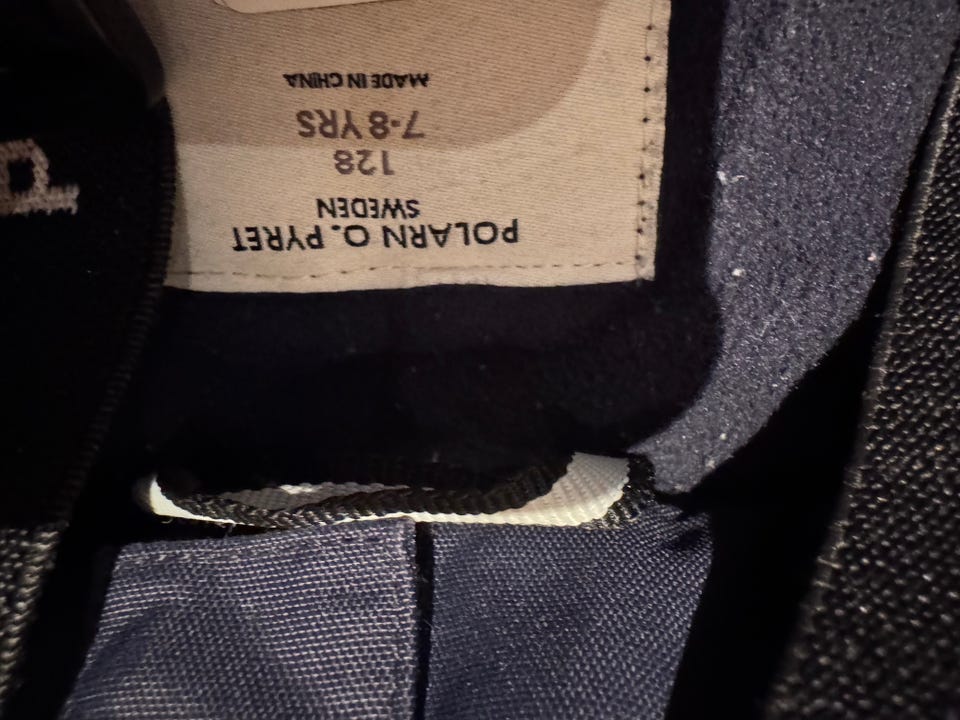 POLARN O. PYRET
SWEDEN
128
7-8 YRS
MADE IN CHINA